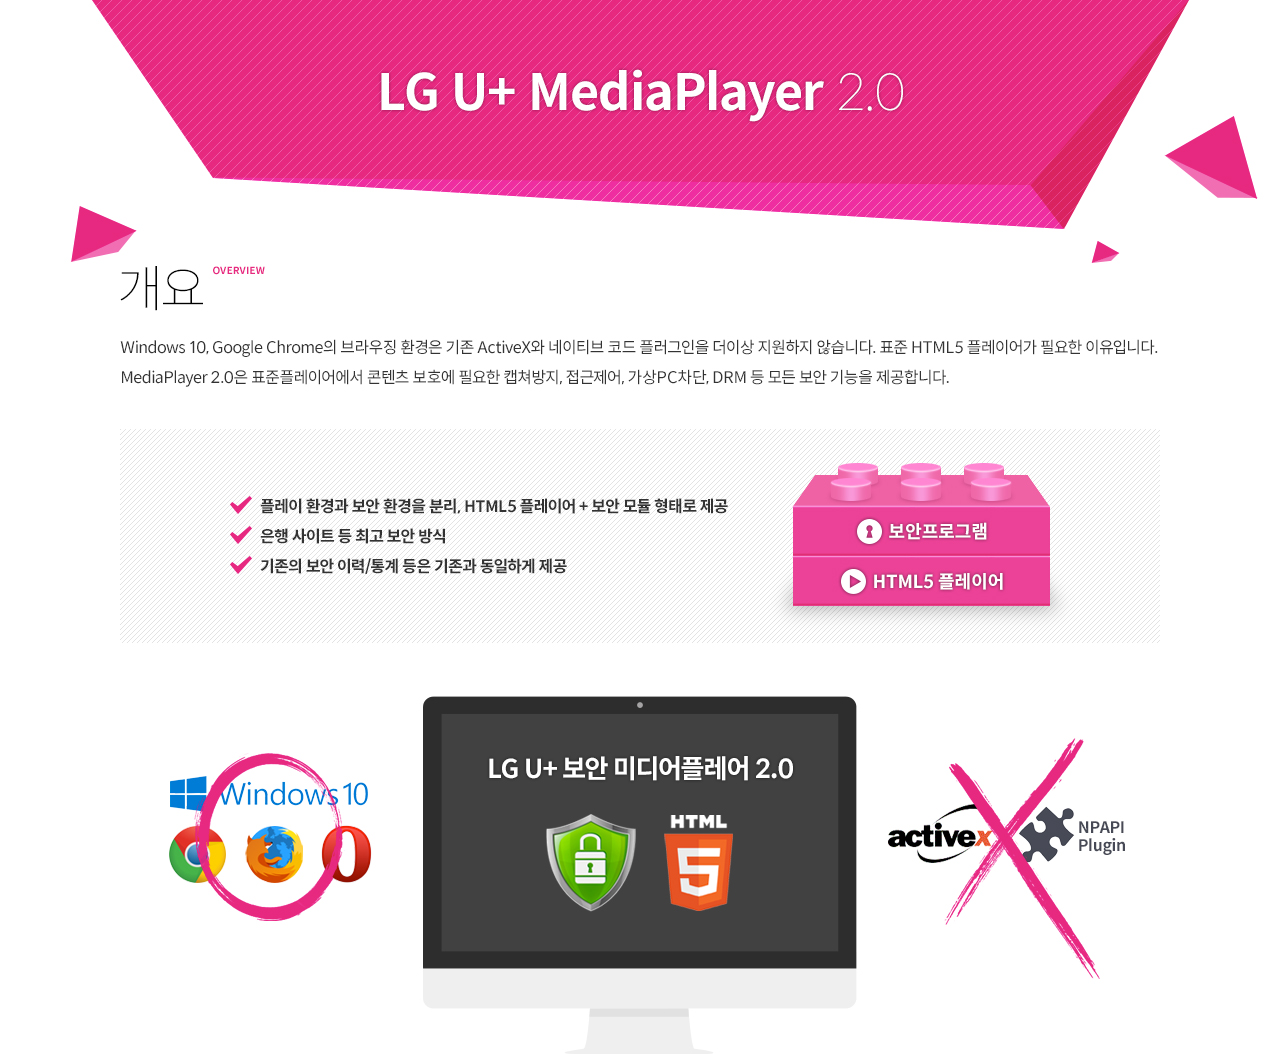 LG U+ MediaPlayer 2.0
개요 OVERVIEW
Windows 10, Google Chrome의 브라우징 환경은 기존 ActiveX와 네이티브 코드 플러그인을 더이상 지원하지 않습니다. 표준 HTML5 플레이어가 필요한 이유입니다.
MediaPlayer 2.0은 표준플레이어에서 콘텐츠 보호에 필요한 캡쳐방지, 접근제어, 가상PC차단, DRM 등 모든 보안 기능을 제공합니다.
플레이 환경과 보안 환경을 분리, HTML5 플레이어 + 보안 모듈 형태로 제공
은행 사이트 등 최고 보안 방식
기존의 보안 이력/통계 등은 기존과 동일하게 제공
보안프로그램
HTML5 플레이어
Windows 10
LG U+ 보안 미디어플레어 2.0
HTML
5
activex
NPAPI
Plugin